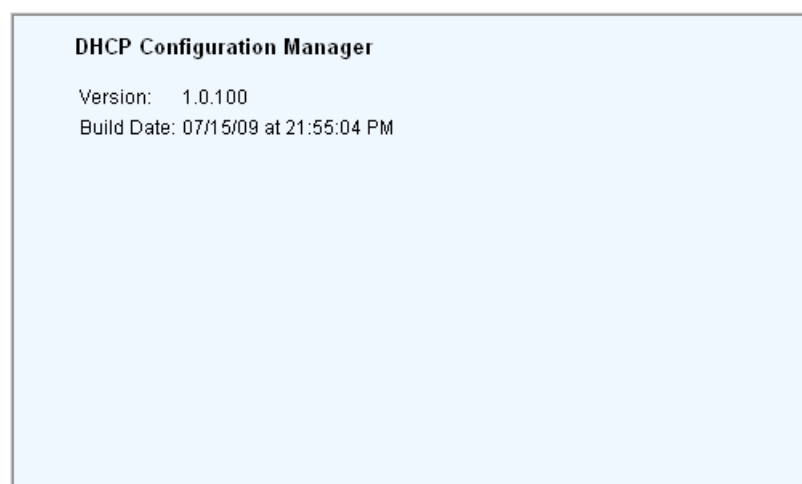 DHCP Configuration Manager
Version: 1.0.100
Build Date: 07/15/09 at 21:55:04 PM